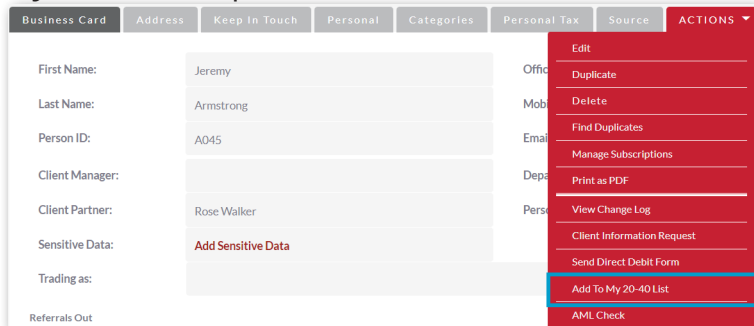 Business Card Address Keep In Touch Personal Categories Personal Tax Source ACTIONS
Edit
First Name: Jeremy
Duplicate
Last Name: Armstrong
Delete
Person ID: A045
Find Duplicates
Manage Subscriptions
Client Manager:
Print as PDF
Client Partner: Rose Walker
View Change Log
Client Information Request
Sensitive Data: Add Sensitive Data
Send Direct Debit Form
Trading as:
Add To My 20-40 List
Referrals Out
AML Check